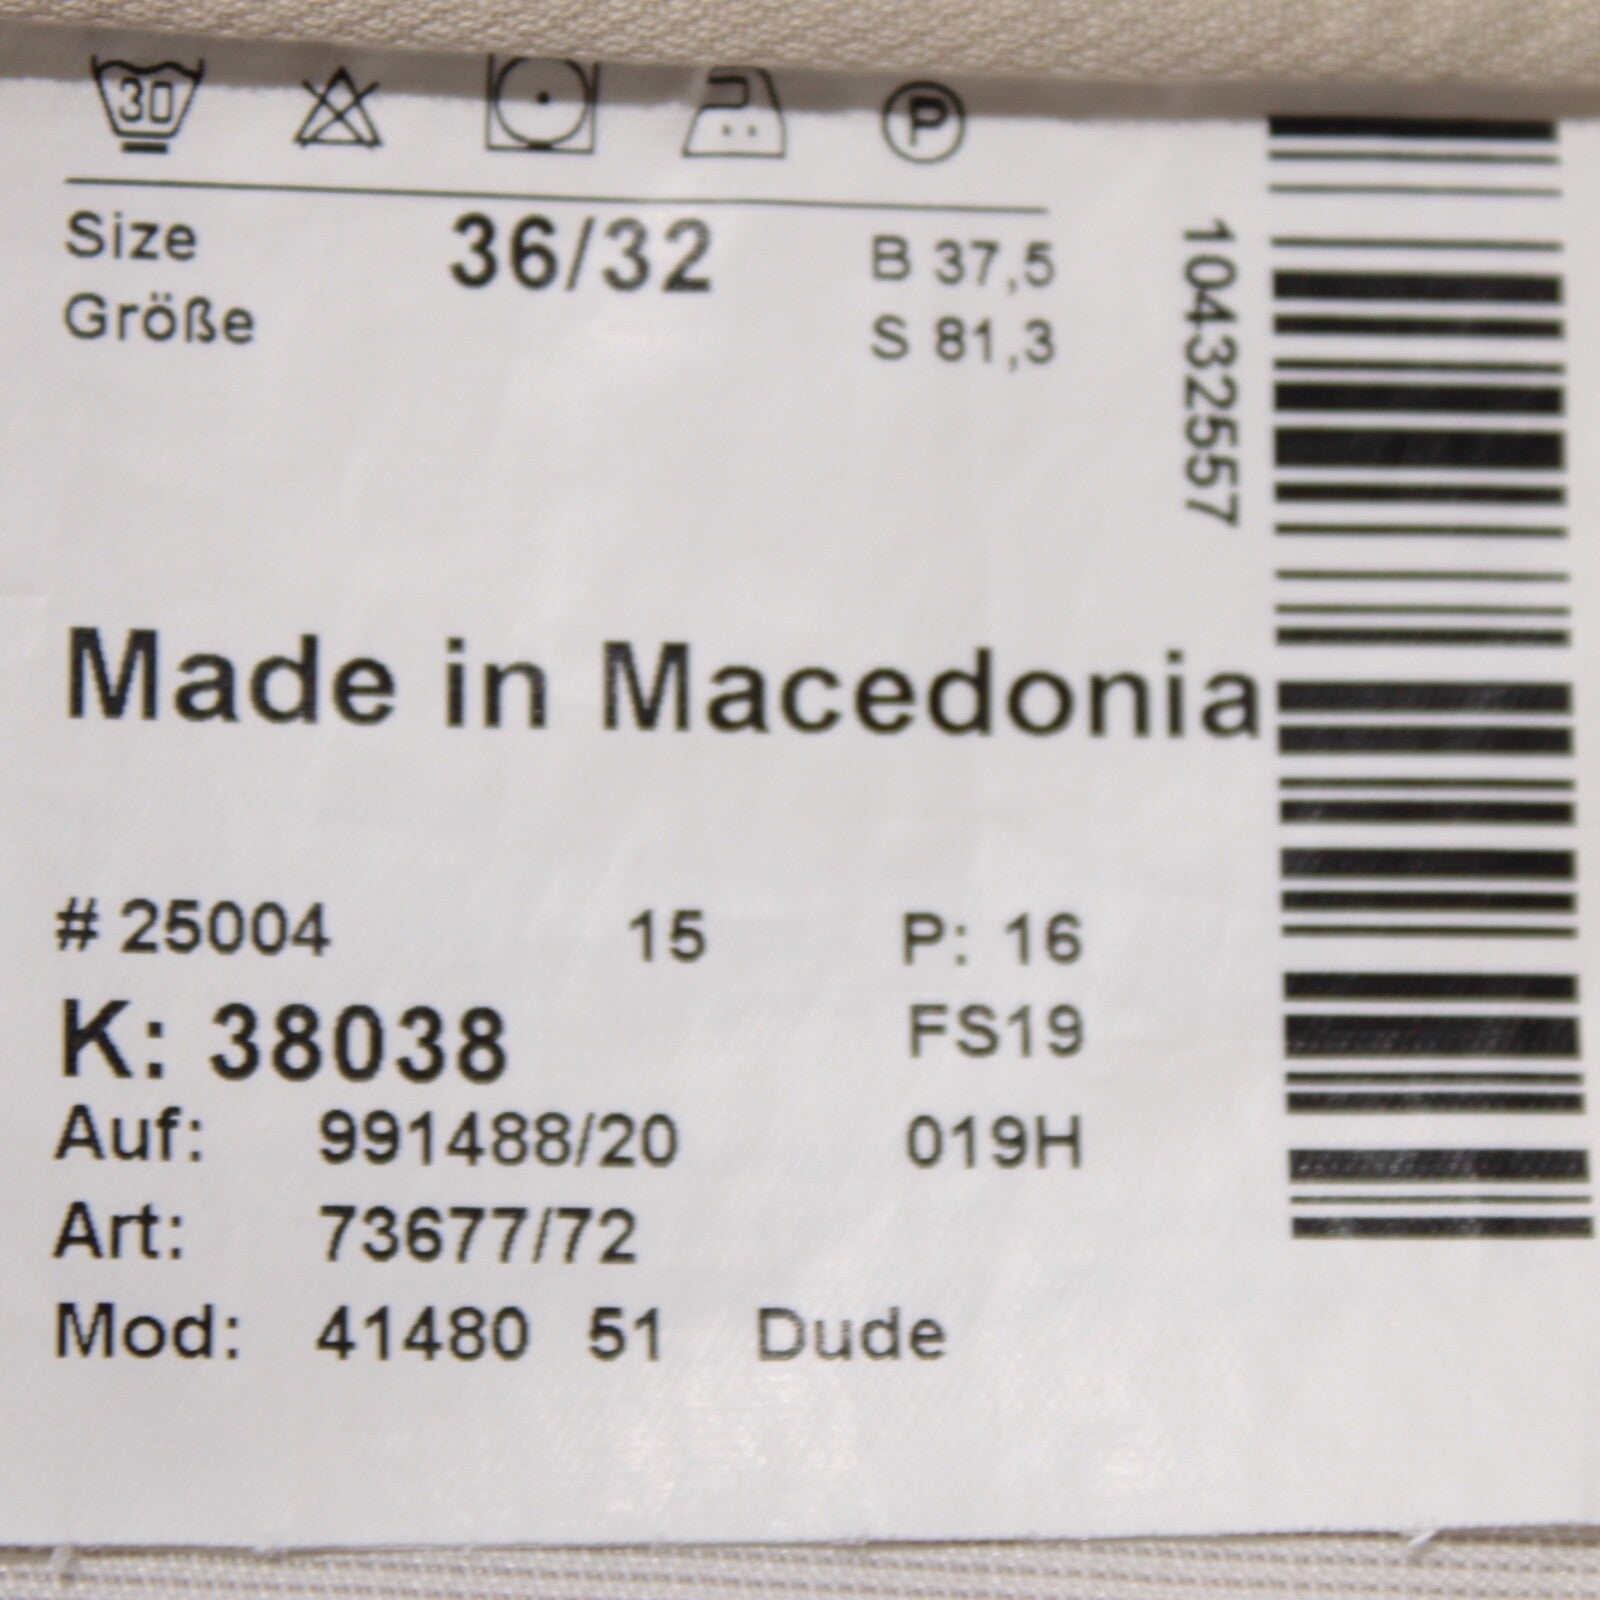 30
P
Size 36/32 B 37,5
Größe S 81,3
10432557
Made in Macedonia
# 25004 15 P: 16
K: 38038 FS19
Auf: 991488/20 019H
Art: 73677/72
Mod: 41480 51 Dude